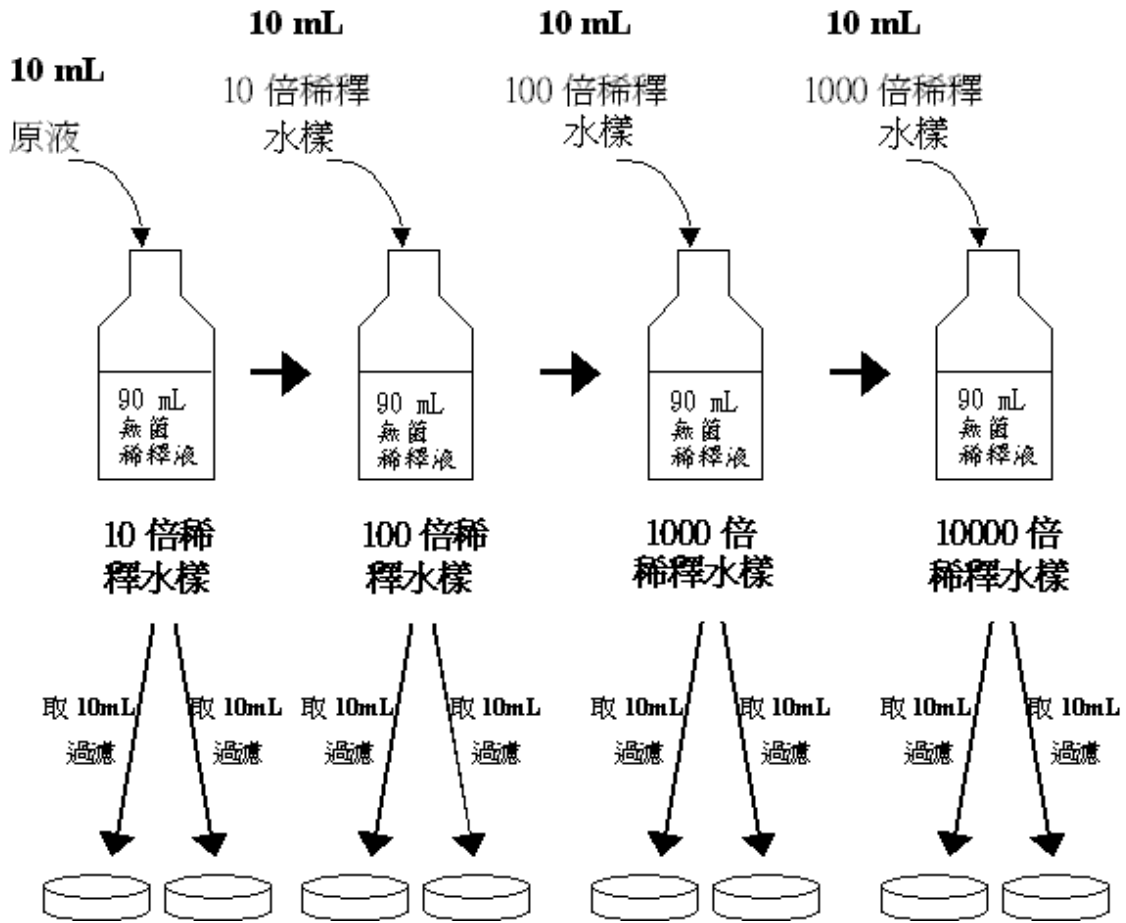 10 mL
原液
10 mL
10 倍稀釋
水樣
10 mL
100 倍稀釋
水樣
10 mL
1000 倍稀釋
水樣
90 mL
無菌
稀釋液
90 mL
無菌
稀釋液
90 mL
無菌
稀釋液
90 mL
無菌
稀釋液
10 倍稀
釋水樣
100 倍稀
釋水樣
1000 倍
稀釋水樣
10000 倍
稀釋水樣
取 10mL
過濾
取 10mL
過濾
取 10mL
過濾
取 10mL
過濾
取 10mL
過濾
取 10mL
過濾
取 10mL
過濾
取 10mL
過濾